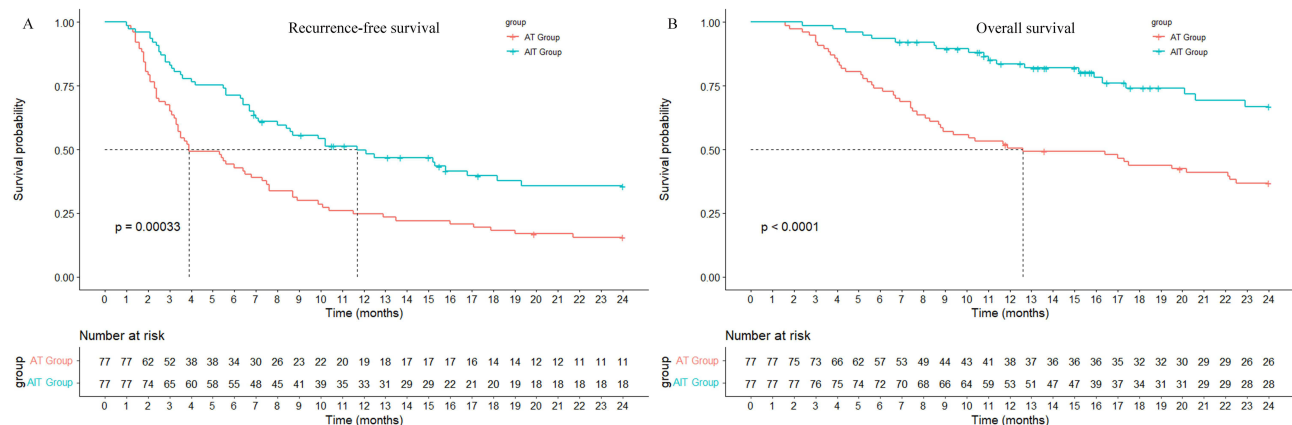 A
Recurrence-free survival
group
AT Group
AIT Group
Survival probability
1.00
0.75
0.50
0.25
0.00
p = 0.00033
0 1 2 3 4 5 6 7 8 9 10 11 12 13 14 15 16 17 18 19 20 21 22 23 24
Time (months)
Number at risk
group
AT Group 77 77 62 52 38 38 34 30 26 23 22 20 19 18 17 17 17 16 14 14 12 12 11 11 11
AIT Group 77 77 74 65 60 58 55 48 45 41 39 35 33 31 29 29 22 21 20 19 18 18 18 18 18
0 1 2 3 4 5 6 7 8 9 10 11 12 13 14 15 16 17 18 19 20 21 22 23 24
Time (months)
B
Overall survival
group
AT Group
AIT Group
Survival probability
1.00
0.75
0.50
0.25
0.00
p < 0.0001
0 1 2 3 4 5 6 7 8 9 10 11 12 13 14 15 16 17 18 19 20 21 22 23 24
Time (months)
Number at risk
group
AT Group 77 77 75 73 66 62 57 53 49 44 43 41 38 37 36 36 36 35 32 32 30 29 29 26 26
AIT Group 77 77 77 76 75 74 72 70 68 66 64 59 53 51 47 47 39 37 34 31 31 29 29 28 28
0 1 2 3 4 5 6 7 8 9 10 11 12 13 14 15 16 17 18 19 20 21 22 23 24
Time (months)